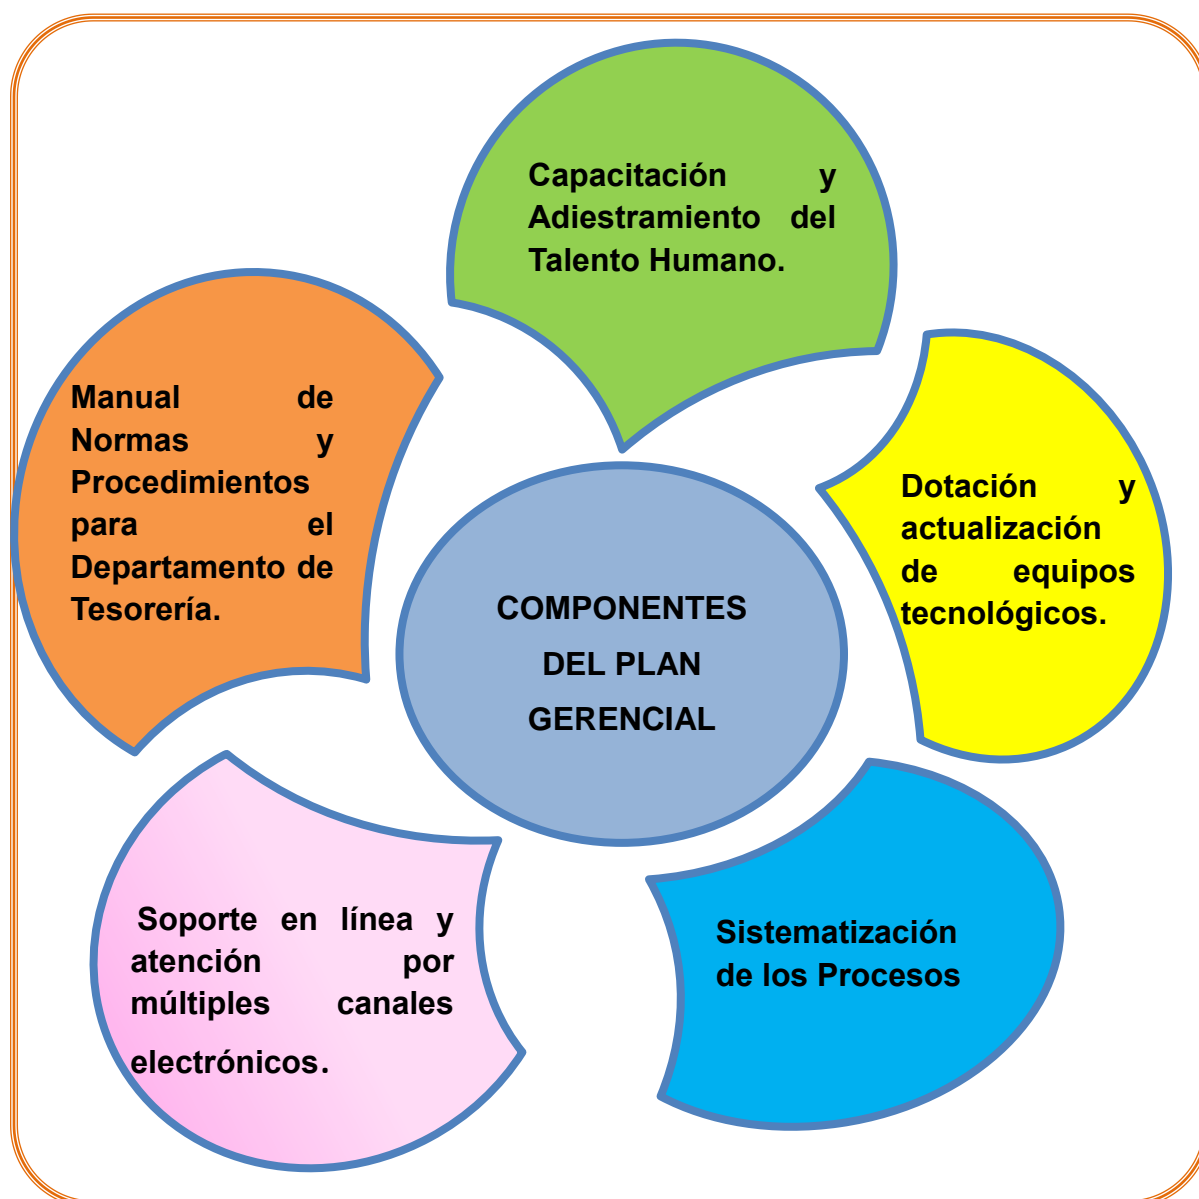 Capacitación y
Adiestramiento del
Talento Humano.
Manual de
Normas y
Procedimientos
para el
Departamento de
Tesorería.
Dotación y
actualización
de equipos
tecnológicos.
COMPONENTES
DEL PLAN
GERENCIAL
Soporte en línea y
atención por
múltiples canales
electrónicos.
Sistematización
de los Procesos